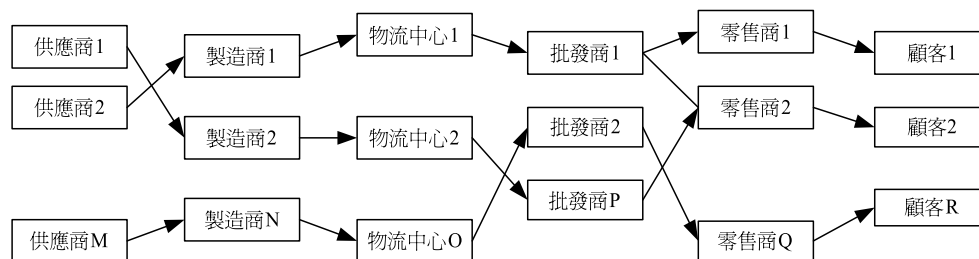 供應商1
供應商2
供應商M
製造商1
製造商2
製造商N
物流中心1
物流中心2
物流中心O
批發商1
批發商2
批發商P
零售商1
零售商2
零售商Q
顧客1
顧客2
顧客R